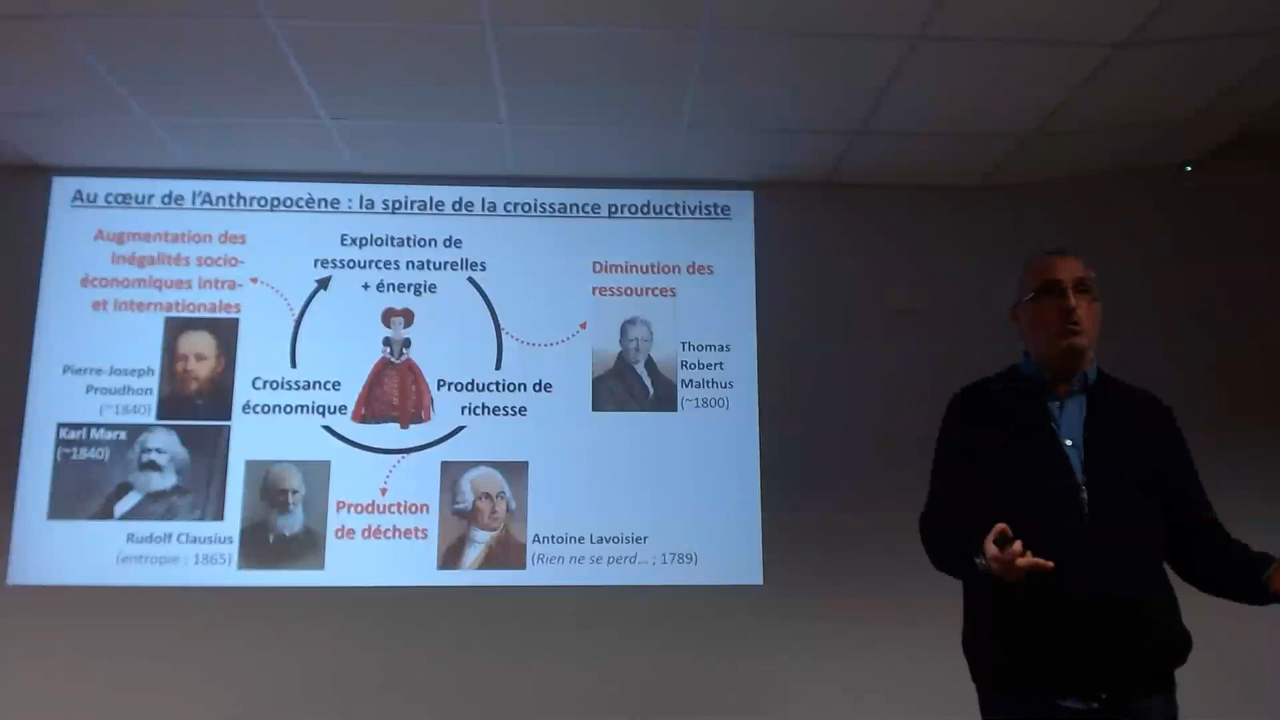 Au cœur de l'Anthropocène : la spirale de la croissance productiviste
Augmentation des
inégalités socio-
économiques intra-
et internationales
Exploitation de
ressources naturelles
+ énergie
Diminution des
ressources
Pierre-Joseph
Proudhon
(~1840)
Croissance
économique
Production de
richesse
Thomas
Robert
Malthus
(~1800)
Karl Marx
(~1840)
Production
de déchets
Rudolf Clausius
(entropie : 1865)
Antoine Lavoisier
(Rien ne se perd... ; 1789)